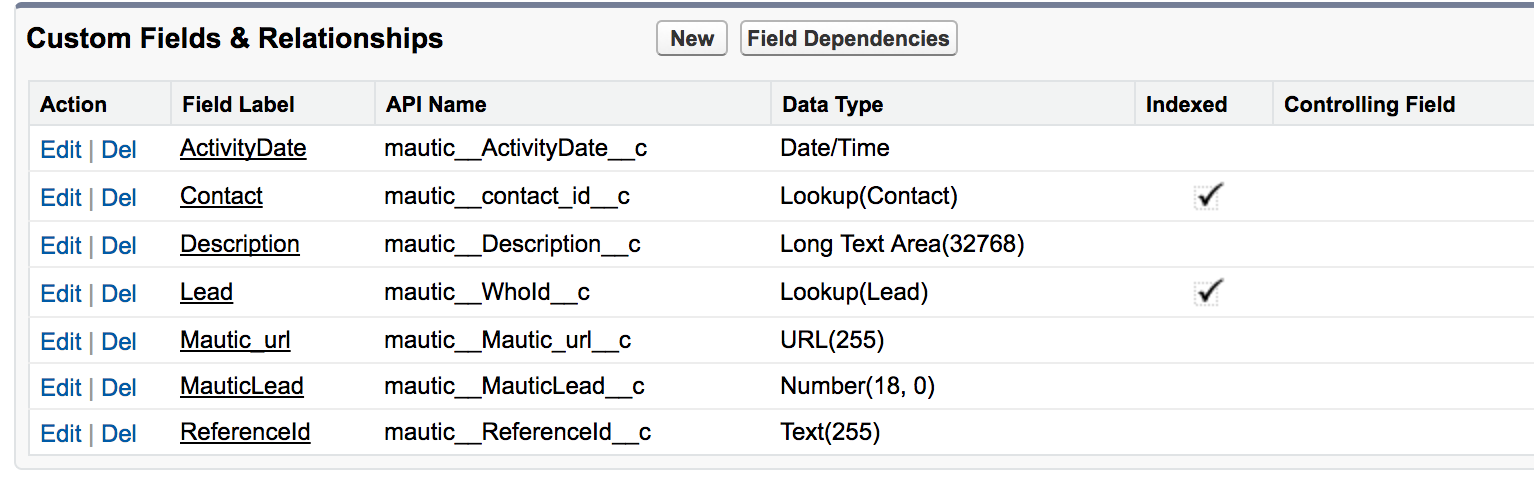 Custom Fields & Relationships New Field Dependencies
Action Field Label API Name Data Type Indexed Controlling Field
Edit | Del ActivityDate mautic__ActivityDate__c Date/Time
Edit | Del Contact mautic__contact_id__c Lookup(Contact)
Edit | Del Description mautic__Description__c Long Text Area(32768)
Edit | Del Lead mautic__WhoId__c Lookup(Lead)
Edit | Del Mautic_url mautic__Mautic_url__c URL(255)
Edit | Del MauticLead mautic__MauticLead__c Number(18, 0)
Edit | Del ReferenceId mautic__ReferenceId__c Text(255)